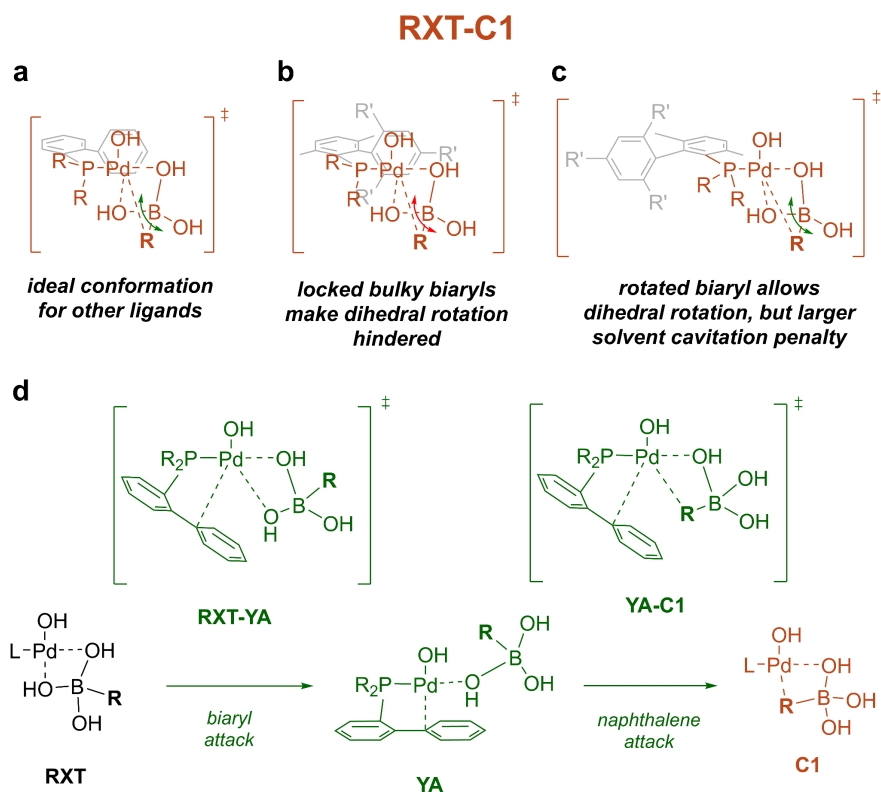 RXT-C1
a
b
c
‡
‡
‡
OH
R
P
Pd
OH
R
HO
B
OH
R
R'
R'
OH
R
P
Pd
OH
R
R'
HO
B
OH
R
R'
R'
R'
OH
R
P
Pd
OH
R
HO
B
OH
R
ideal conformation
for other ligands
locked bulky biaryls
make dihedral rotation
hindered
rotated biaryl allows
dihedral rotation, but larger
solvent cavitation penalty
d
‡
‡
OH
R2P
Pd
OH
R
B
O
H
OH
OH
R2P
Pd
OH
OH
R
B
OH
RXT-YA
YA-C1
OH
L
Pd
OH
HO
B
R
OH
RXT
biaryl
attack
OH
R
B
OH
R2P
Pd
O
H
OH
YA
naphthalene
attack
OH
L
Pd
OH
R
B
OH
OH
C1